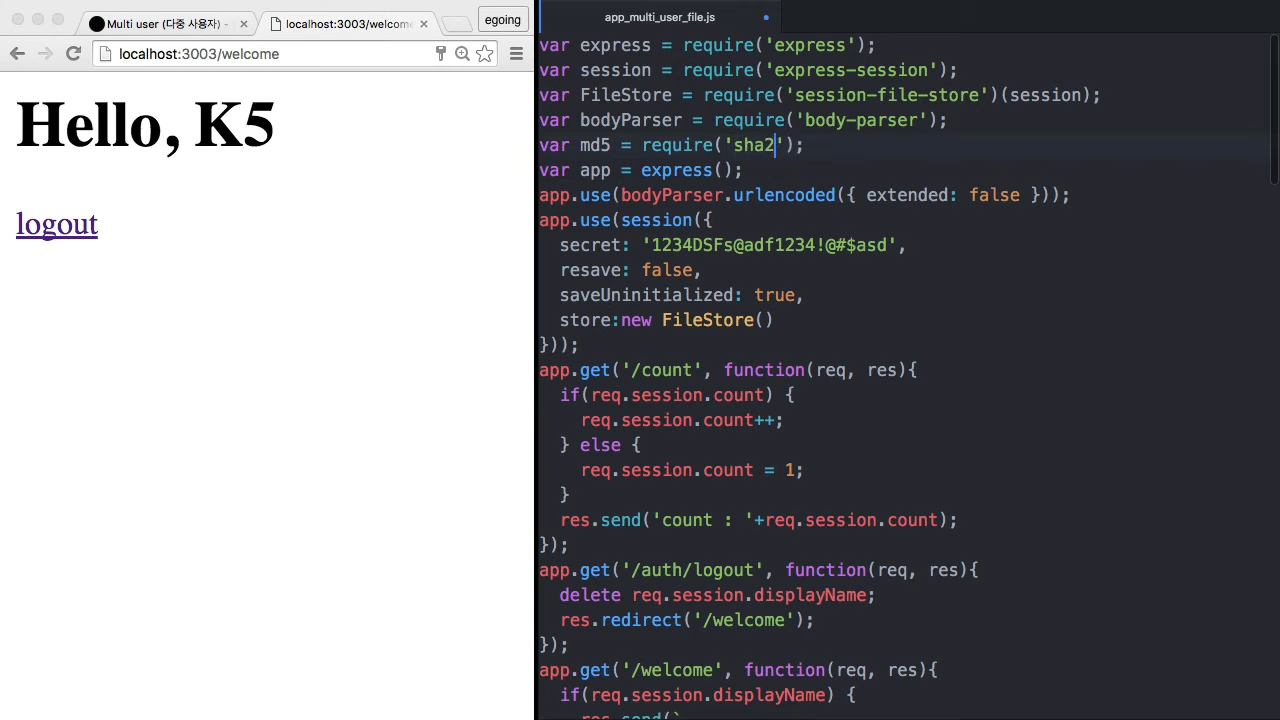 Multi user (다중 사용자)
localhost:3003/welcome
egoing
localhost:3003/welcome
Hello, K5
logout
app_multi_user_file.js
var express = require('express');
var session = require('express-session');
var FileStore = require('session-file-store')(session);
var bodyParser = require('body-parser');
var md5 = require('sha2');
var app = express();
app.use(bodyParser.urlencoded({ extended: false }));
app.use(session({
  secret: '1234DSFs@adf1234!@#$asd',
  resave: false,
  saveUninitialized: true,
  store:new FileStore()
}));
app.get('/count', function(req, res){
  if(req.session.count) {
    req.session.count++;
  } else {
    req.session.count = 1;
  }
  res.send('count : '+req.session.count);
});
app.get('/auth/logout', function(req, res){
  delete req.session.displayName;
  res.redirect('/welcome');
});
app.get('/welcome', function(req, res){
  if(req.session.displayName) {
    res.send(`